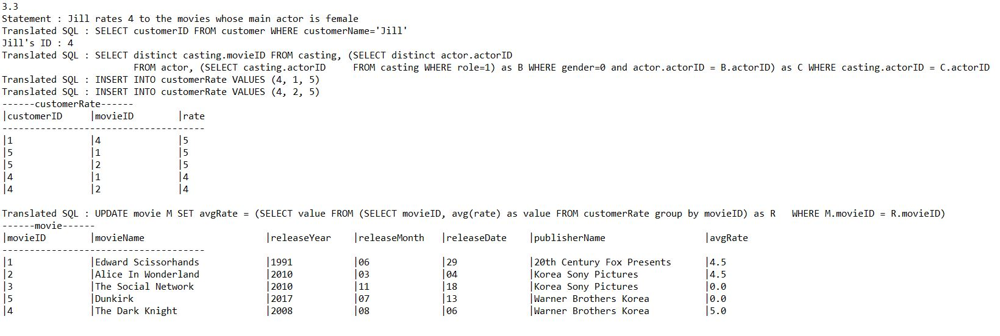 3.3
Statement : Jill rates 4 to the movies whose main actor is female
Translated SQL : SELECT customerID FROM customer WHERE customerName='Jill'
Jill's ID : 4
Translated SQL : SELECT distinct casting.movieID FROM casting, (SELECT distinct actor.actorID
FROM actor, (SELECT casting.actorID     FROM casting WHERE role=1) as B WHERE gender=0 and actor.actorID = B.actorID) as C WHERE casting.actorID = C.actorID
Translated SQL : INSERT INTO customerRate VALUES (4, 1, 5)
Translated SQL : INSERT INTO customerRate VALUES (4, 2, 5)
------customerRate------
|customerID     |movieID        |rate
-------------------------------------
|1              |4              |5
|5              |1              |5
|5              |2              |5
|4              |1              |4
|4              |2              |4
Translated SQL : UPDATE movie M SET avgRate = (SELECT value FROM (SELECT movieID, avg(rate) as value FROM customerRate group by movieID) as R   WHERE M.movieID = R.movieID)
------movie------
|movieID        |movieName                      |releaseYear    |releaseMonth   |releaseDate    |publisherName                  |avgRate
-------------------------------------
|1              |Edward Scissorhands            |1991           |06             |29             |20th Century Fox Presents      |4.5
|2              |Alice In Wonderland            |2010           |03             |04             |Korea Sony Pictures            |4.5
|3              |The Social Network             |2010           |11             |18             |Korea Sony Pictures            |0.0
|5              |Dunkirk                        |2017           |07             |13             |Warner Brothers Korea          |0.0
|4              |The Dark Knight                |2008           |08             |06             |Warner Brothers Korea          |5.0